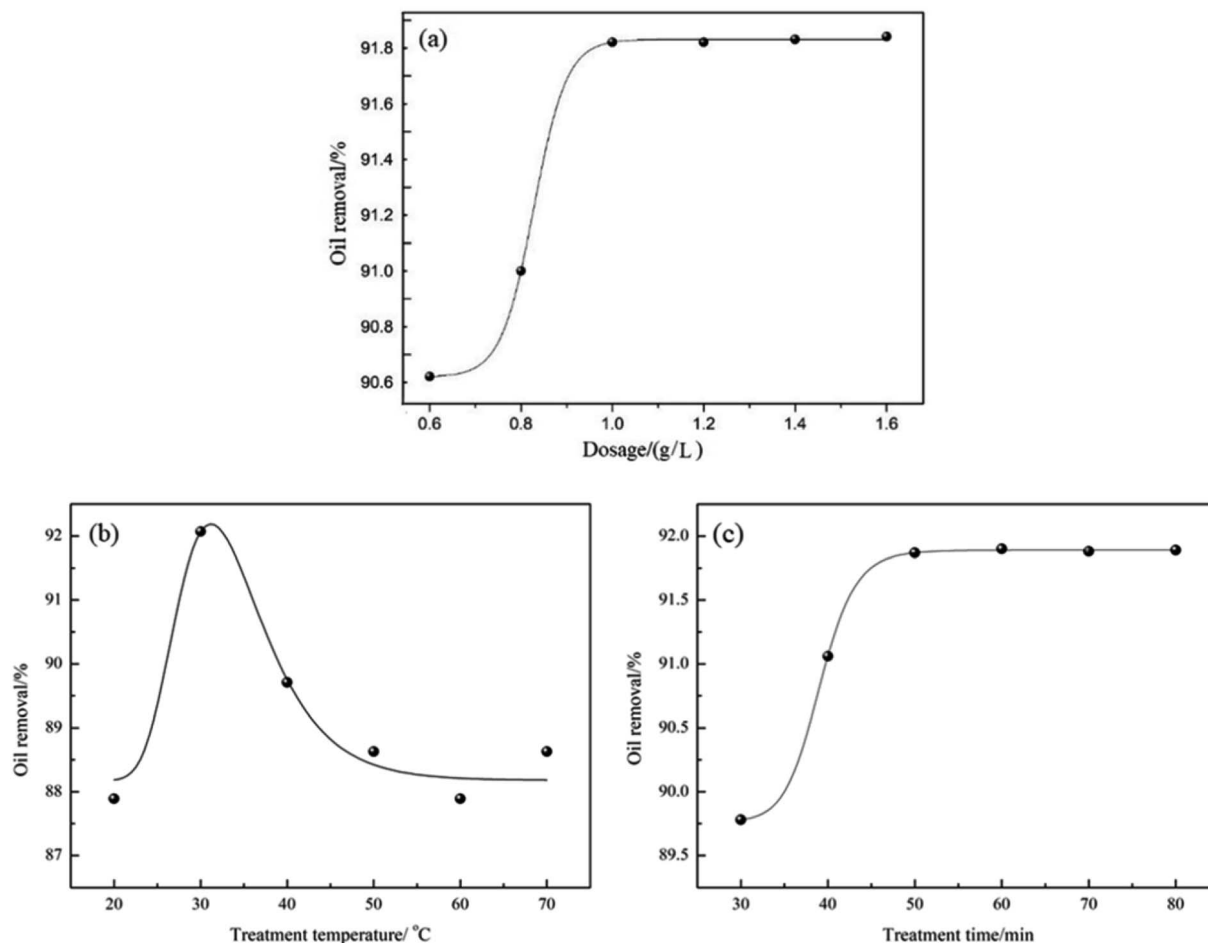 (a)
91.8
91.6
91.4
91.2
91.0
90.8
90.6
Oil removal/%
0.6 0.8 1.0 1.2 1.4 1.6
Dosage/(g/L)
(b)
92
91
90
89
88
87
Oil removal/%
20 30 40 50 60 70
Treatment temperature/ °C
(c)
92.0
91.5
91.0
90.5
90.0
89.5
Oil removal/%
30 40 50 60 70 80
Treatment time/min